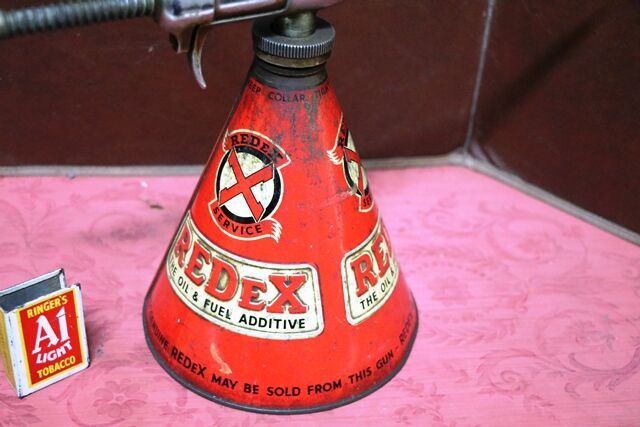 COLLAR TIGHT
REDEX
SERVICE
REDEX
THE OIL & FUEL ADDITIVE
GENUINE REDEX MAY BE SOLD FROM THIS GUN - REDEX
RE
THE OIL
RINGER'S
A1
LIGHT
TOBACCO